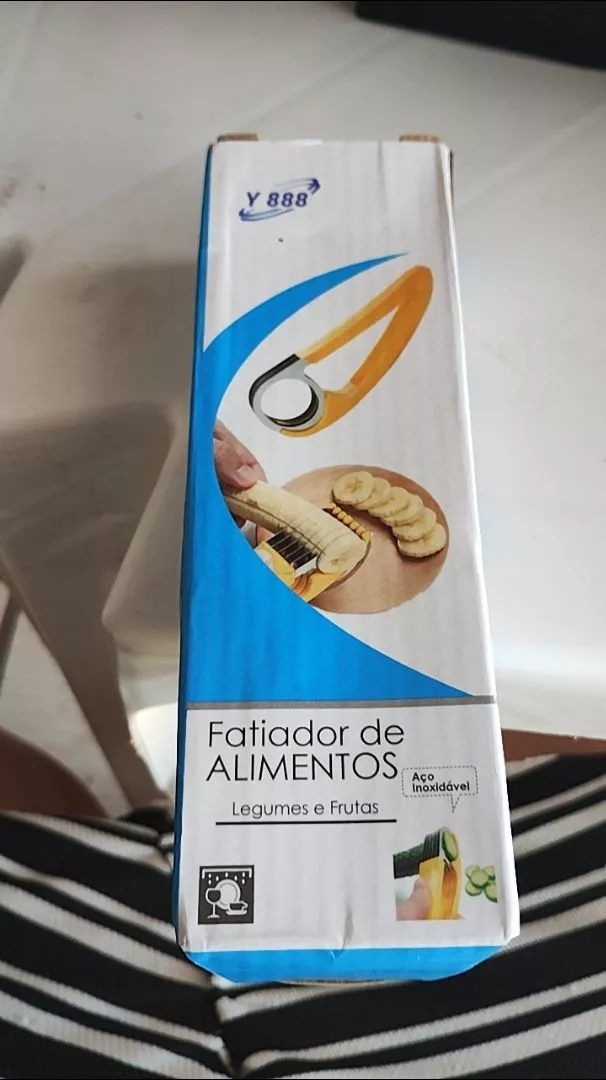 Y 888
Fatiador de
ALIMENTOS
Aço
Inoxidável
Legumes e Frutas